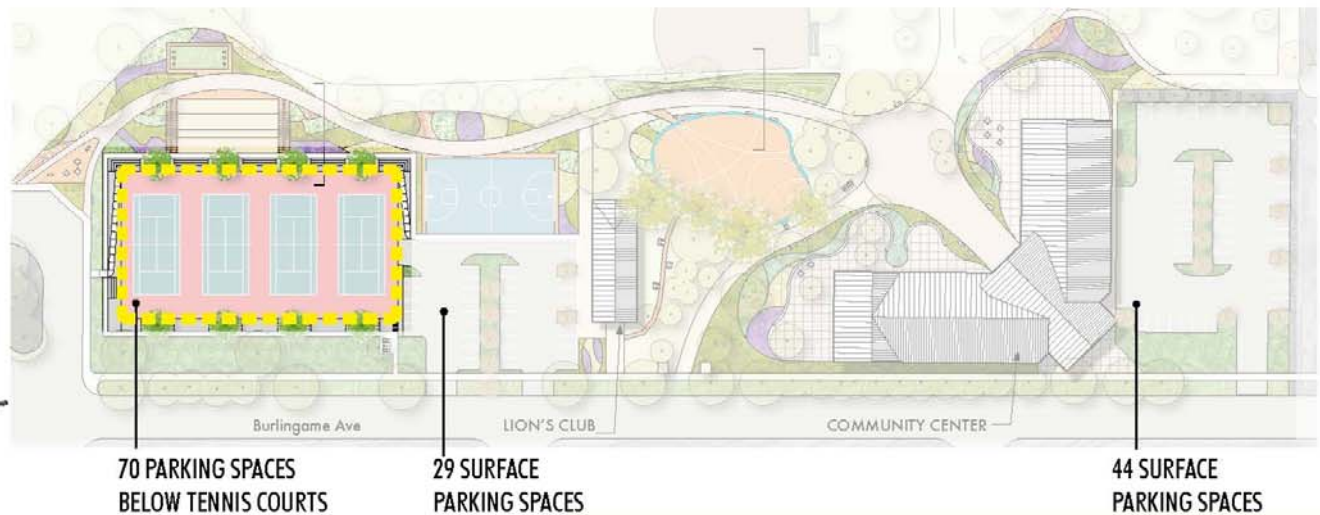 Burlingame Ave
LION'S CLUB
COMMUNITY CENTER
70 PARKING SPACES
BELOW TENNIS COURTS
29 SURFACE
PARKING SPACES
44 SURFACE
PARKING SPACES